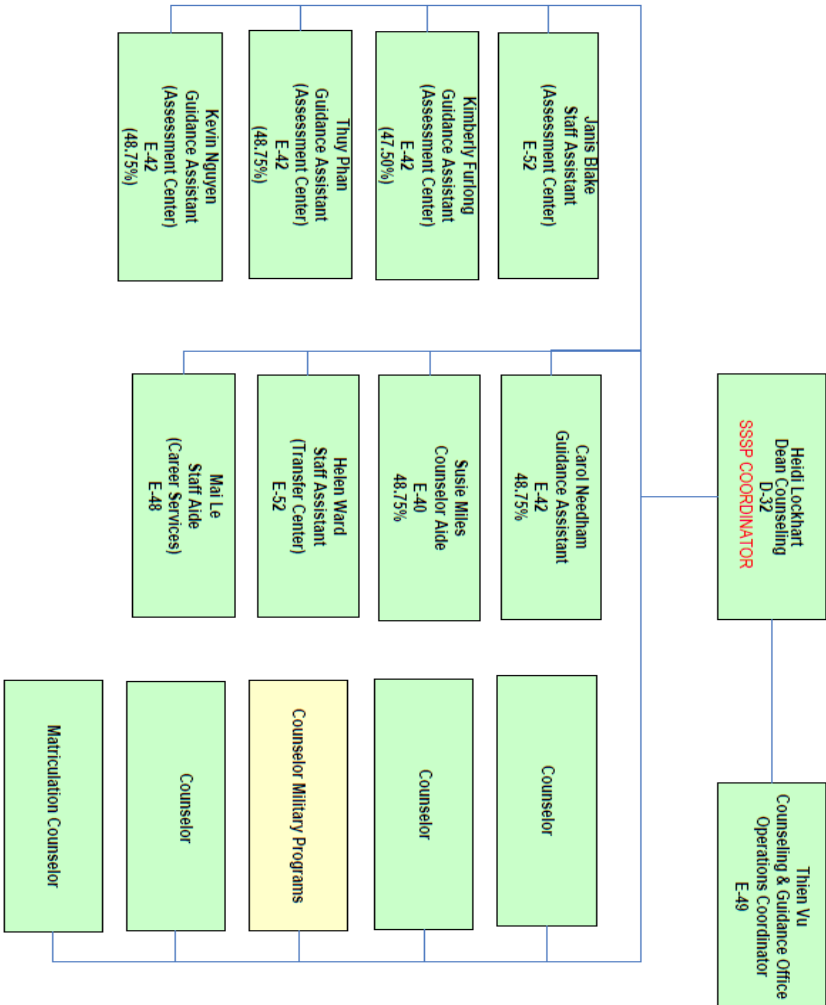 Heidi Lockhart
Dean Counseling
D-32
SSSP COORDINATOR
Thien Vu
Counseling & Guidance Office
Operations Coordinator
E-49
Janis Blake
Staff Assistant
(Assessment Center)
E-52
Kimberly Furlong
Guidance Assistant
(Assessment Center)
E-42
(47.50%)
Thuy Phan
Guidance Assistant
(Assessment Center)
E-42
(48.75%)
Kevin Nguyen
Guidance Assistant
(Assessment Center)
E-42
(48.75%)
Carol Needham
Guidance Assistant
E-42
48.75%
Susie Miles
Counselor Aide
E-40
48.75%
Helen Ward
Staff Assistant
(Transfer Center)
E-52
Mai Le
Staff Aide
(Career Services)
E-48
Counselor
Counselor
Counselor Military Programs
Counselor
Matriculation Counselor